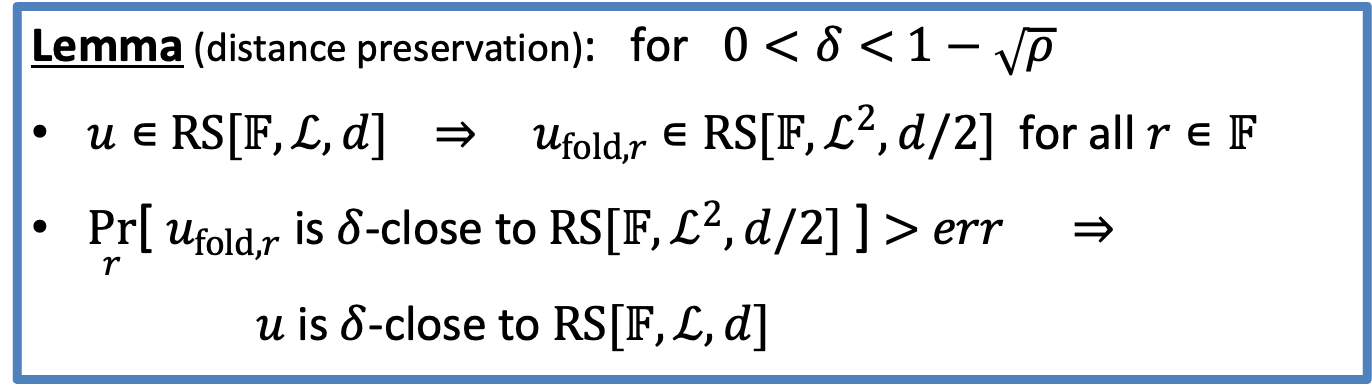 Lemma (distance preservation): for 0 < δ < 1 − √ρ
• u ∈ RS[𝔽, ℒ, d] ⇒ u_fold,r ∈ RS[𝔽, ℒ², d/2] for all r ∈ 𝔽
• Pr[ u_fold,r is δ-close to RS[𝔽, ℒ², d/2] ] > err ⇒
r
u is δ-close to RS[𝔽, ℒ, d]